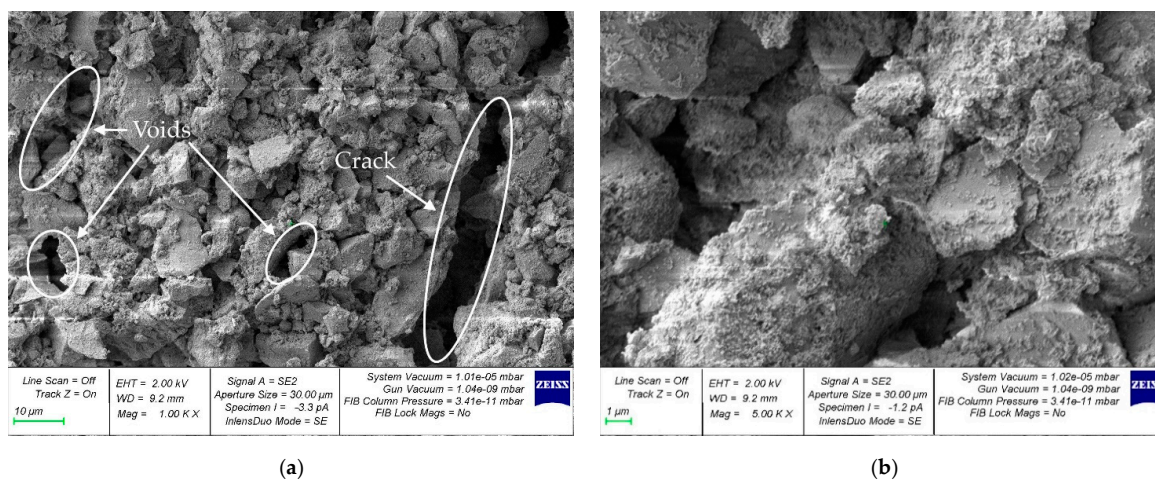 Voids
Crack
Line Scan = Off
Track Z = On
10 µm
EHT = 2.00 kV
WD = 9.2 mm
Mag = 1.00 K X
Signal A = SE2
Aperture Size = 30.00 µm
Specimen I = -3.3 pA
InlensDuo Mode = SE
System Vacuum = 1.01e-05 mbar
Gun Vacuum = 1.04e-09 mbar
FIB Column Pressure = 3.41e-11 mbar
FIB Lock Mags = No
ZEISS
(a)
Line Scan = Off
Track Z = On
1 µm
EHT = 2.00 kV
WD = 9.2 mm
Mag = 5.00 K X
Signal A = SE2
Aperture Size = 30.00 µm
Specimen I = -1.2 pA
InlensDuo Mode = SE
System Vacuum = 1.02e-05 mbar
Gun Vacuum = 1.04e-09 mbar
FIB Column Pressure = 3.41e-11 mbar
FIB Lock Mags = No
ZEISS
(b)